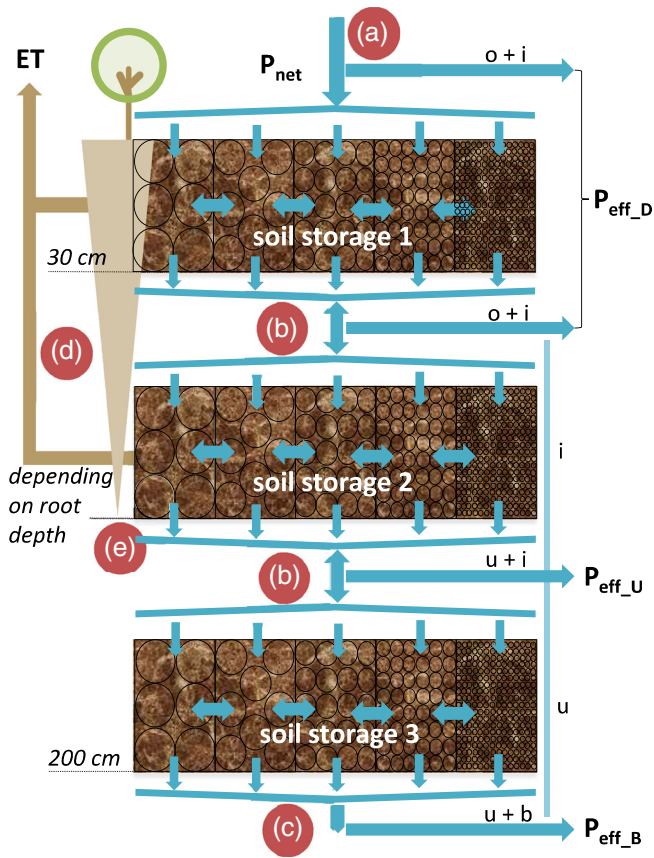 (a)
o + i
ET
P_net
P_eff_D
soil storage 1
30 cm
(b)
o + i
(d)
i
soil storage 2
depending
on root
depth
(e)
(b)
u + i
P_eff_U
u
soil storage 3
200 cm
(c)
u + b
P_eff_B